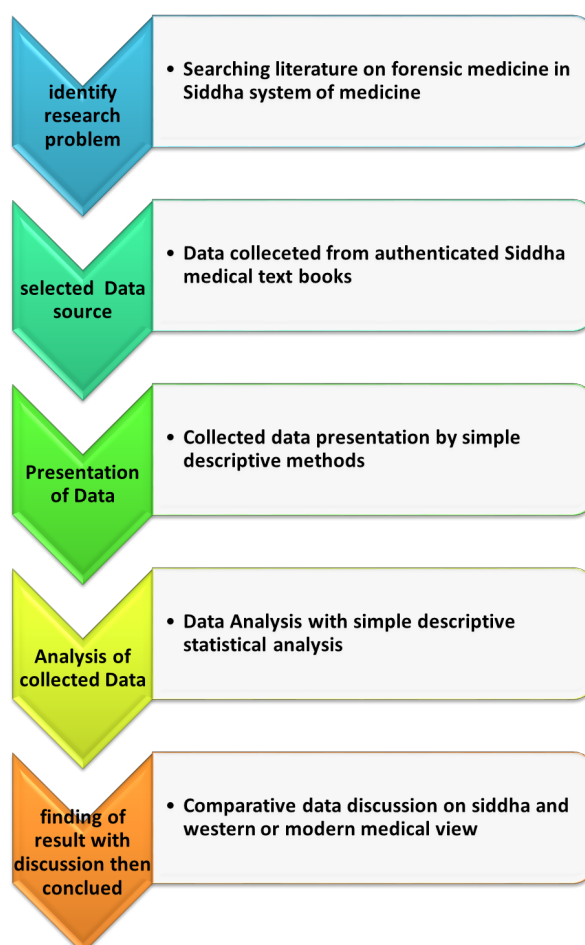 identify
research
problem
• Searching literature on forensic medicine in
Siddha system of medicine
selected Data
source
• Data colleceted from authenticated Siddha
medical text books
Presentation
of Data
• Collected data presentation by simple
descriptive methods
Analysis of
collected Data
• Data Analysis with simple descriptive
statistical analysis
finding of
result with
discussion then
conclued
• Comparative data discussion on siddha and
western or modern medical view